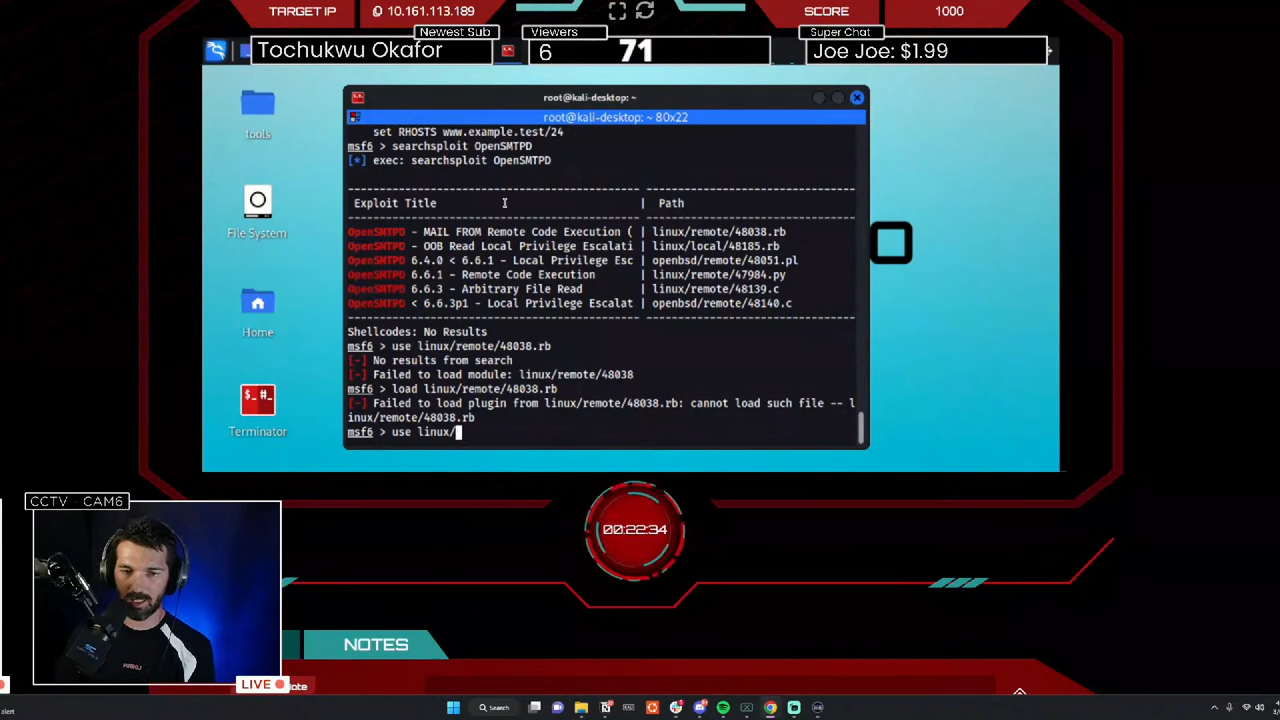 TARGET IP
10.161.113.189
SCORE
1000
Newest Sub
Tochukwu Okafor
Viewers
6
71
Super Chat
Joe Joe: $1.99
tools
File System
Home
Terminator
root@kali-desktop: ~
root@kali-desktop: ~ 80x22
set RHOSTS www.example.test/24
msf6 > searchsploit OpenSMTPD
[*] exec: searchsploit OpenSMTPD
Exploit Title | Path
OpenSMTPD - MAIL FROM Remote Code Execution ( | linux/remote/48038.rb
OpenSMTPD - OOB Read Local Privilege Escalati | linux/local/48185.rb
OpenSMTPD 6.4.0 < 6.6.1 - Local Privilege Esc | openbsd/remote/48051.pl
OpenSMTPD 6.6.1 - Remote Code Execution | linux/remote/47984.py
OpenSMTPD 6.6.3 - Arbitrary File Read | linux/remote/48139.c
OpenSMTPD < 6.6.3p1 - Local Privilege Escalat | openbsd/remote/48140.c
Shellcodes: No Results
msf6 > use linux/remote/48038.rb
[-] No results from search
[-] Failed to load module: linux/remote/48038
msf6 > load linux/remote/48038.rb
[-] Failed to load plugin from linux/remote/48038.rb: cannot load such file -- l
inux/remote/48038.rb
msf6 > use linux/
00:22:34
CCTV - CAM6
LIVE
NOTES
Search